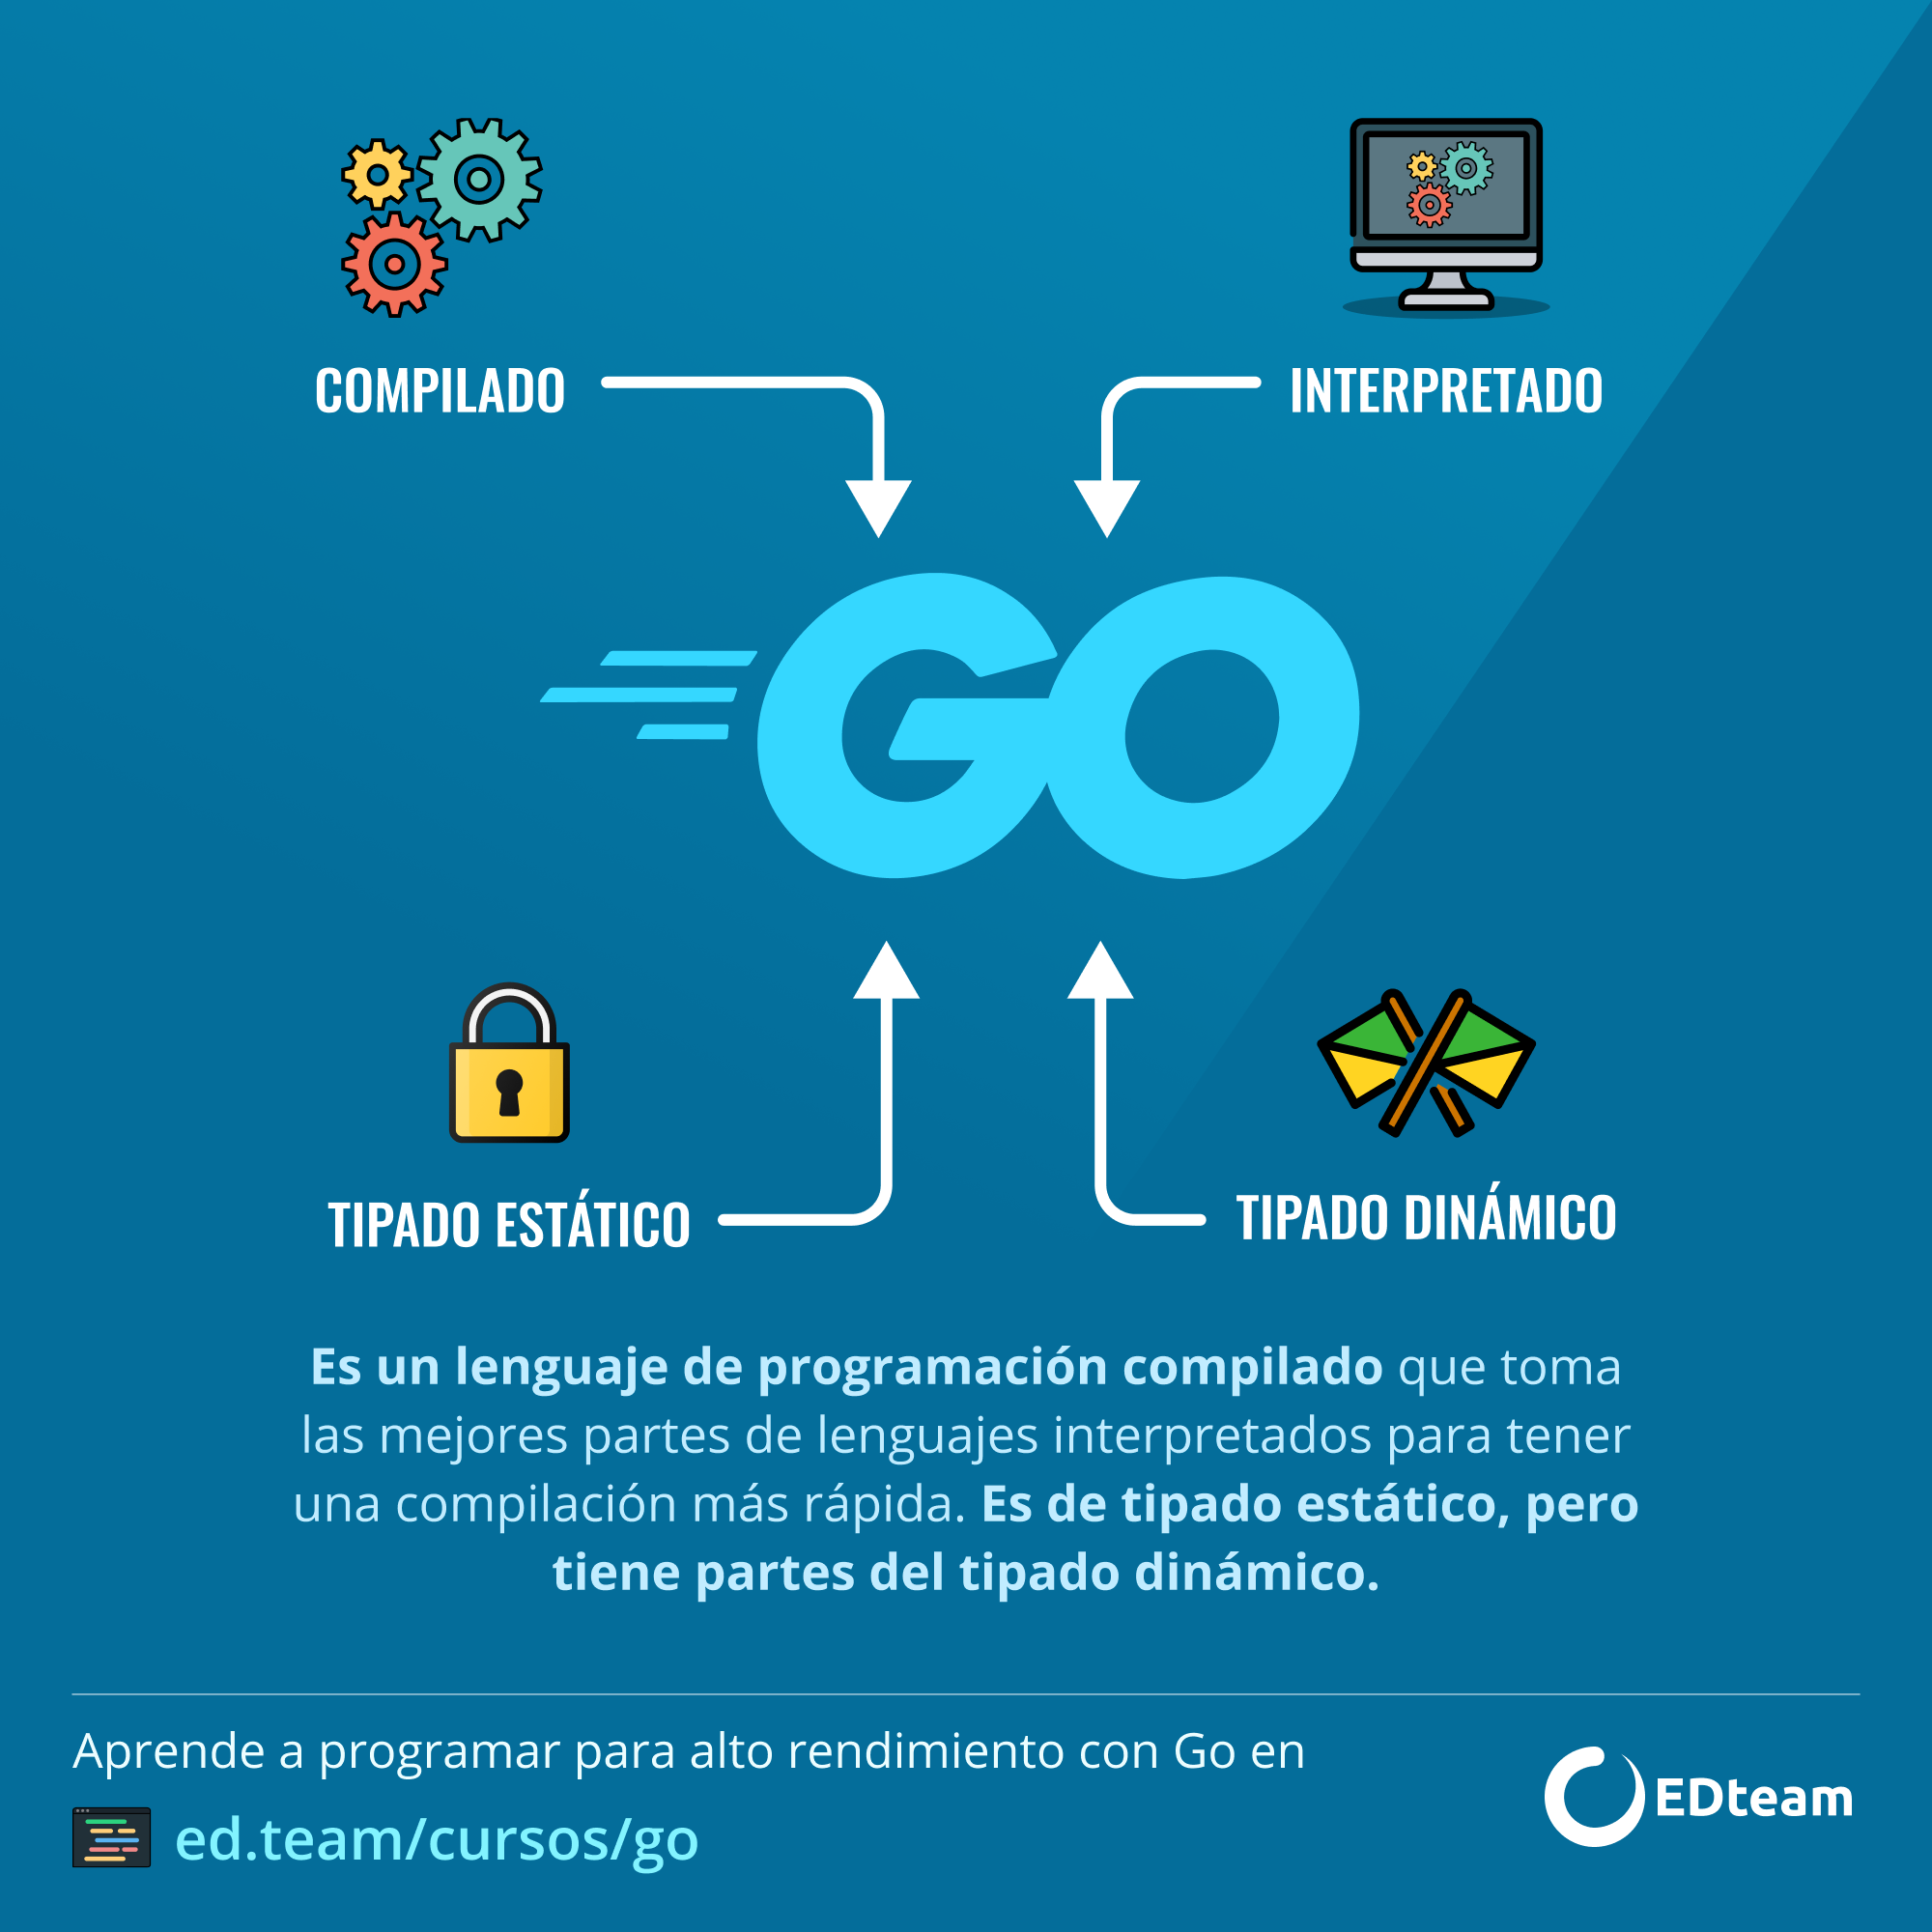 COMPILADO
INTERPRETADO
GO
TIPADO ESTÁTICO
TIPADO DINÁMICO
Es un lenguaje de programación compilado que toma
las mejores partes de lenguajes interpretados para tener
una compilación más rápida. Es de tipado estático, pero
tiene partes del tipado dinámico.
Aprende a programar para alto rendimiento con Go en
ed.team/cursos/go
EDteam